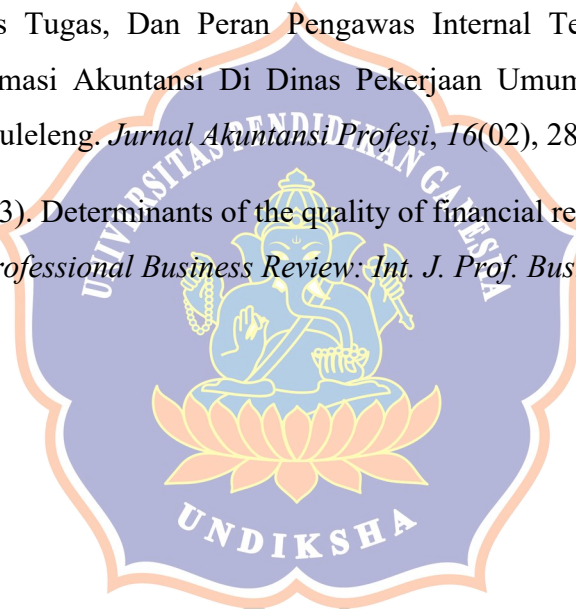 s Tugas, Dan Peran Pengawas Internal Te
masi Akuntansi Di Dinas Pekerjaan Umum
uleleng. Jurnal Akuntansi Profesi, 16(02), 28
3). Determinants of the quality of financial re
rofessional Business Review: Int. J. Prof. Bus
UNIVERSITAS PENDIDIKAN GANESHA
UNDIKSHA